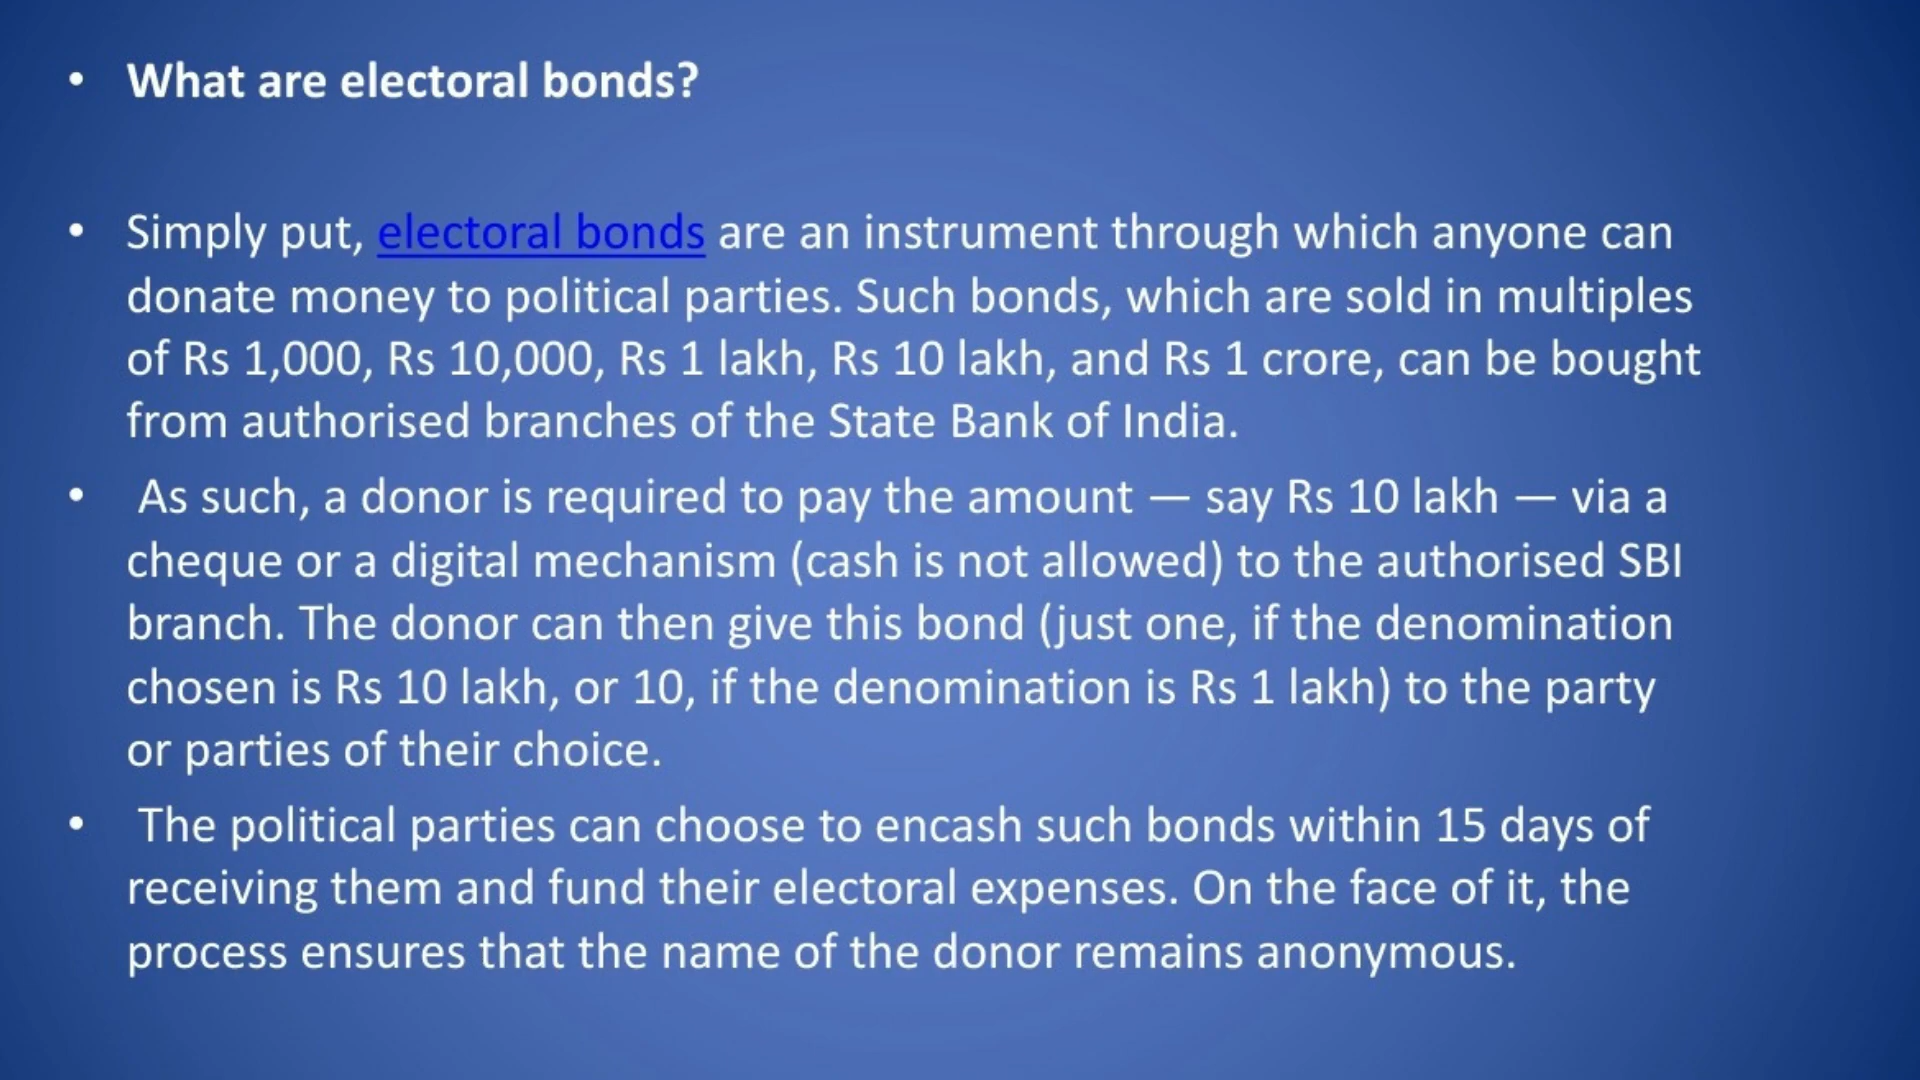 • What are electoral bonds?
• Simply put, electoral bonds are an instrument through which anyone can
donate money to political parties. Such bonds, which are sold in multiples
of Rs 1,000, Rs 10,000, Rs 1 lakh, Rs 10 lakh, and Rs 1 crore, can be bought
from authorised branches of the State Bank of India.
• As such, a donor is required to pay the amount — say Rs 10 lakh — via a
cheque or a digital mechanism (cash is not allowed) to the authorised SBI
branch. The donor can then give this bond (just one, if the denomination
chosen is Rs 10 lakh, or 10, if the denomination is Rs 1 lakh) to the party
or parties of their choice.
• The political parties can choose to encash such bonds within 15 days of
receiving them and fund their electoral expenses. On the face of it, the
process ensures that the name of the donor remains anonymous.